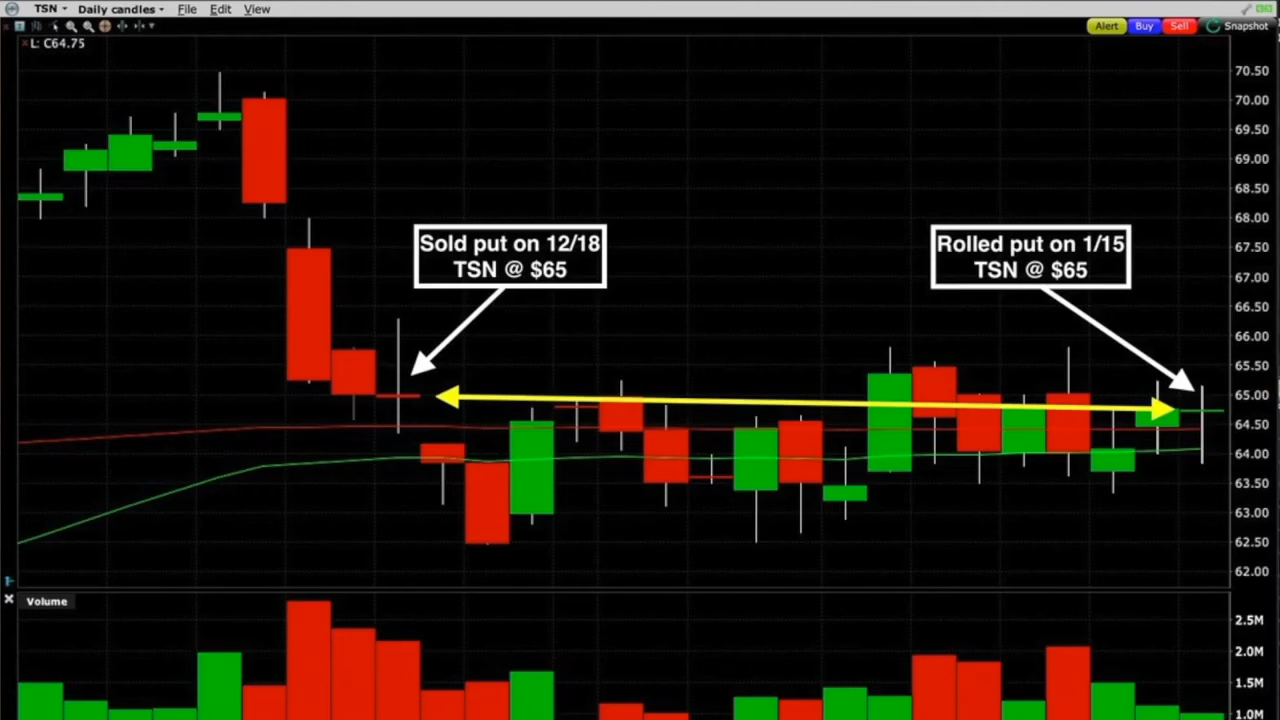 TSN Daily candles File Edit View
Alert Buy Sell Snapshot
L: C64.75
70.50
70.00
69.50
69.00
68.50
68.00
67.50
67.00
66.50
66.00
65.50
65.00
64.50
64.00
63.50
63.00
62.50
62.00
Sold put on 12/18
TSN @ $65
Rolled put on 1/15
TSN @ $65
Volume
2.5M
2.0M
1.5M
1.0M